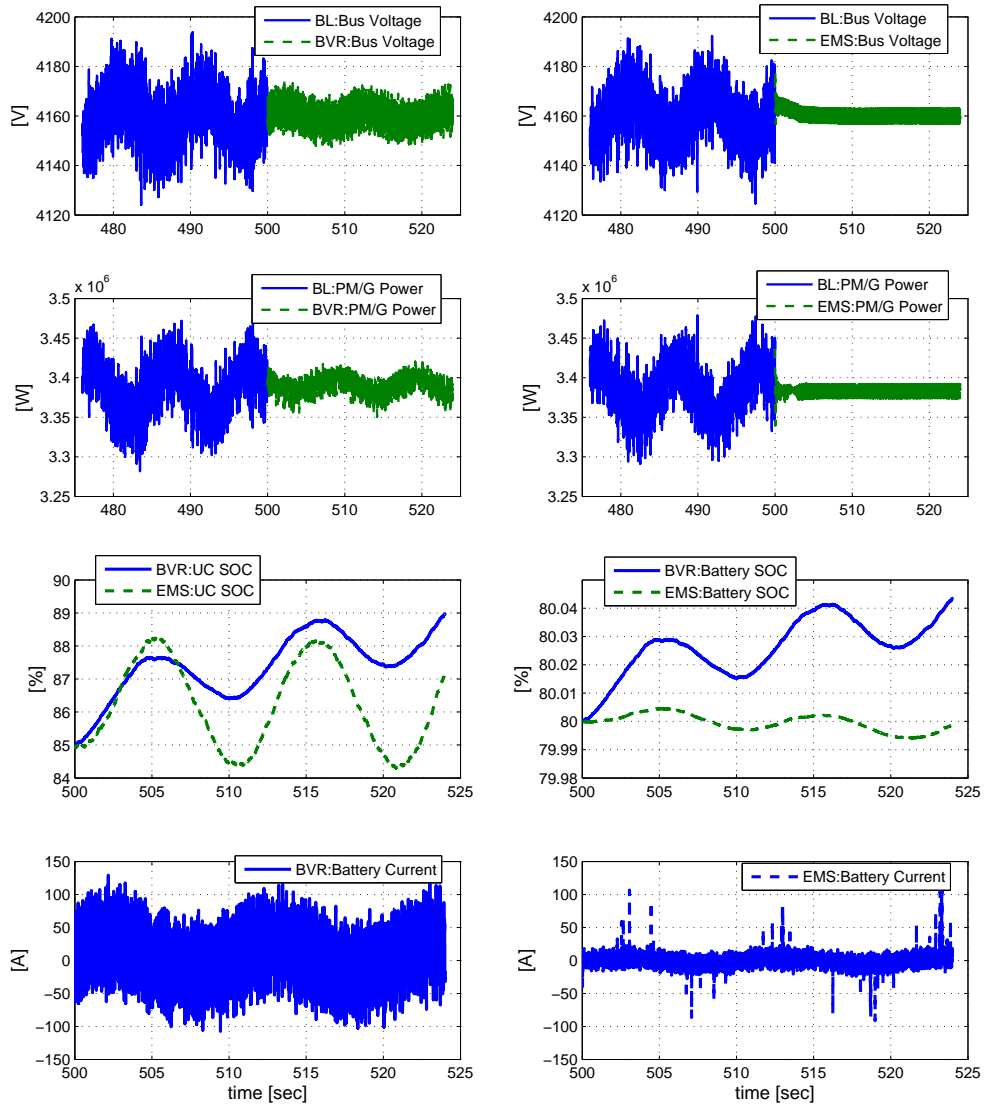 BL:Bus Voltage
BVR:Bus Voltage
4200
4180
4160
4140
4120
[V]
480 490 500 510 520
BL:Bus Voltage
EMS:Bus Voltage
4200
4180
4160
4140
4120
[V]
480 490 500 510 520
x 10^6
BL:PM/G Power
BVR:PM/G Power
3.5
3.45
3.4
3.35
3.3
3.25
[W]
480 490 500 510 520
x 10^6
BL:PM/G Power
EMS:PM/G Power
3.5
3.45
3.4
3.35
3.3
3.25
[W]
480 490 500 510 520
BVR:UC SOC
EMS:UC SOC
90
89
88
87
86
85
84
[%]
500 505 510 515 520 525
BVR:Battery SOC
EMS:Battery SOC
80.04
80.03
80.02
80.01
80
79.99
79.98
[%]
500 505 510 515 520 525
BVR:Battery Current
150
100
50
0
−50
−100
−150
[A]
500 505 510 515 520 525
time [sec]
EMS:Battery Current
150
100
50
0
−50
−100
−150
[A]
500 505 510 515 520 525
time [sec]